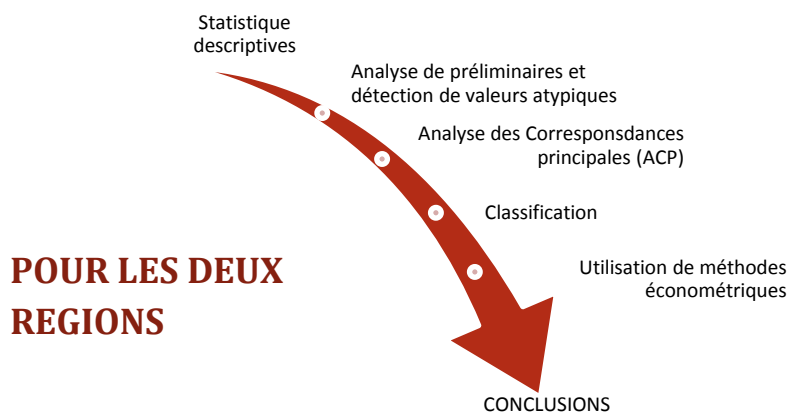 Statistique
descriptives
Analyse de préliminaires et
détection de valeurs atypiques
Analyse des Corresponsdances
principales (ACP)
Classification
POUR LES DEUX
REGIONS
Utilisation de méthodes
économétriques
CONCLUSIONS